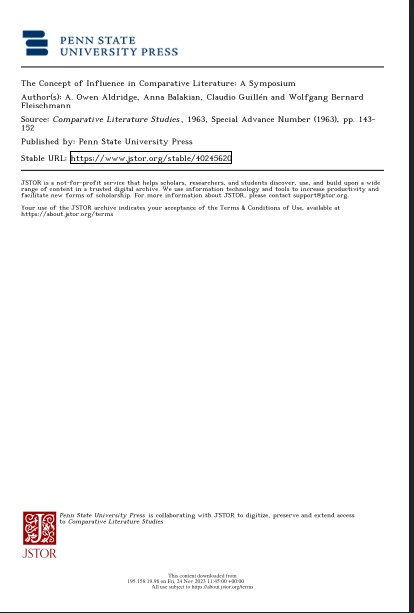 PENN STATE
UNIVERSITY PRESS
The Concept of Influence in Comparative Literature: A Symposium
Author(s): A. Owen Aldridge, Anna Balakian, Claudio Guillén and Wolfgang Bernard
Fleischmann
Source: Comparative Literature Studies, 1963, Special Advance Number (1963), pp. 143-
152
Published by: Penn State University Press
Stable URL: https://www.jstor.org/stable/40245620
JSTOR is a not-for-profit service that helps scholars, researchers, and students discover, use, and build upon a wide
range of content in a trusted digital archive. We use information technology and tools to increase productivity and
facilitate new forms of scholarship. For more information about JSTOR, please contact support@jstor.org.
Your use of the JSTOR archive indicates your acceptance of the Terms & Conditions of Use, available at
https://about.jstor.org/terms
Penn State University Press is collaborating with JSTOR to digitize, preserve and extend access
to Comparative Literature Studies
JSTOR
This content downloaded from
195.158.19.98 on Fri, 24 Nov 2023 11:45:00 +00:00
All use subject to https://about.jstor.org/terms